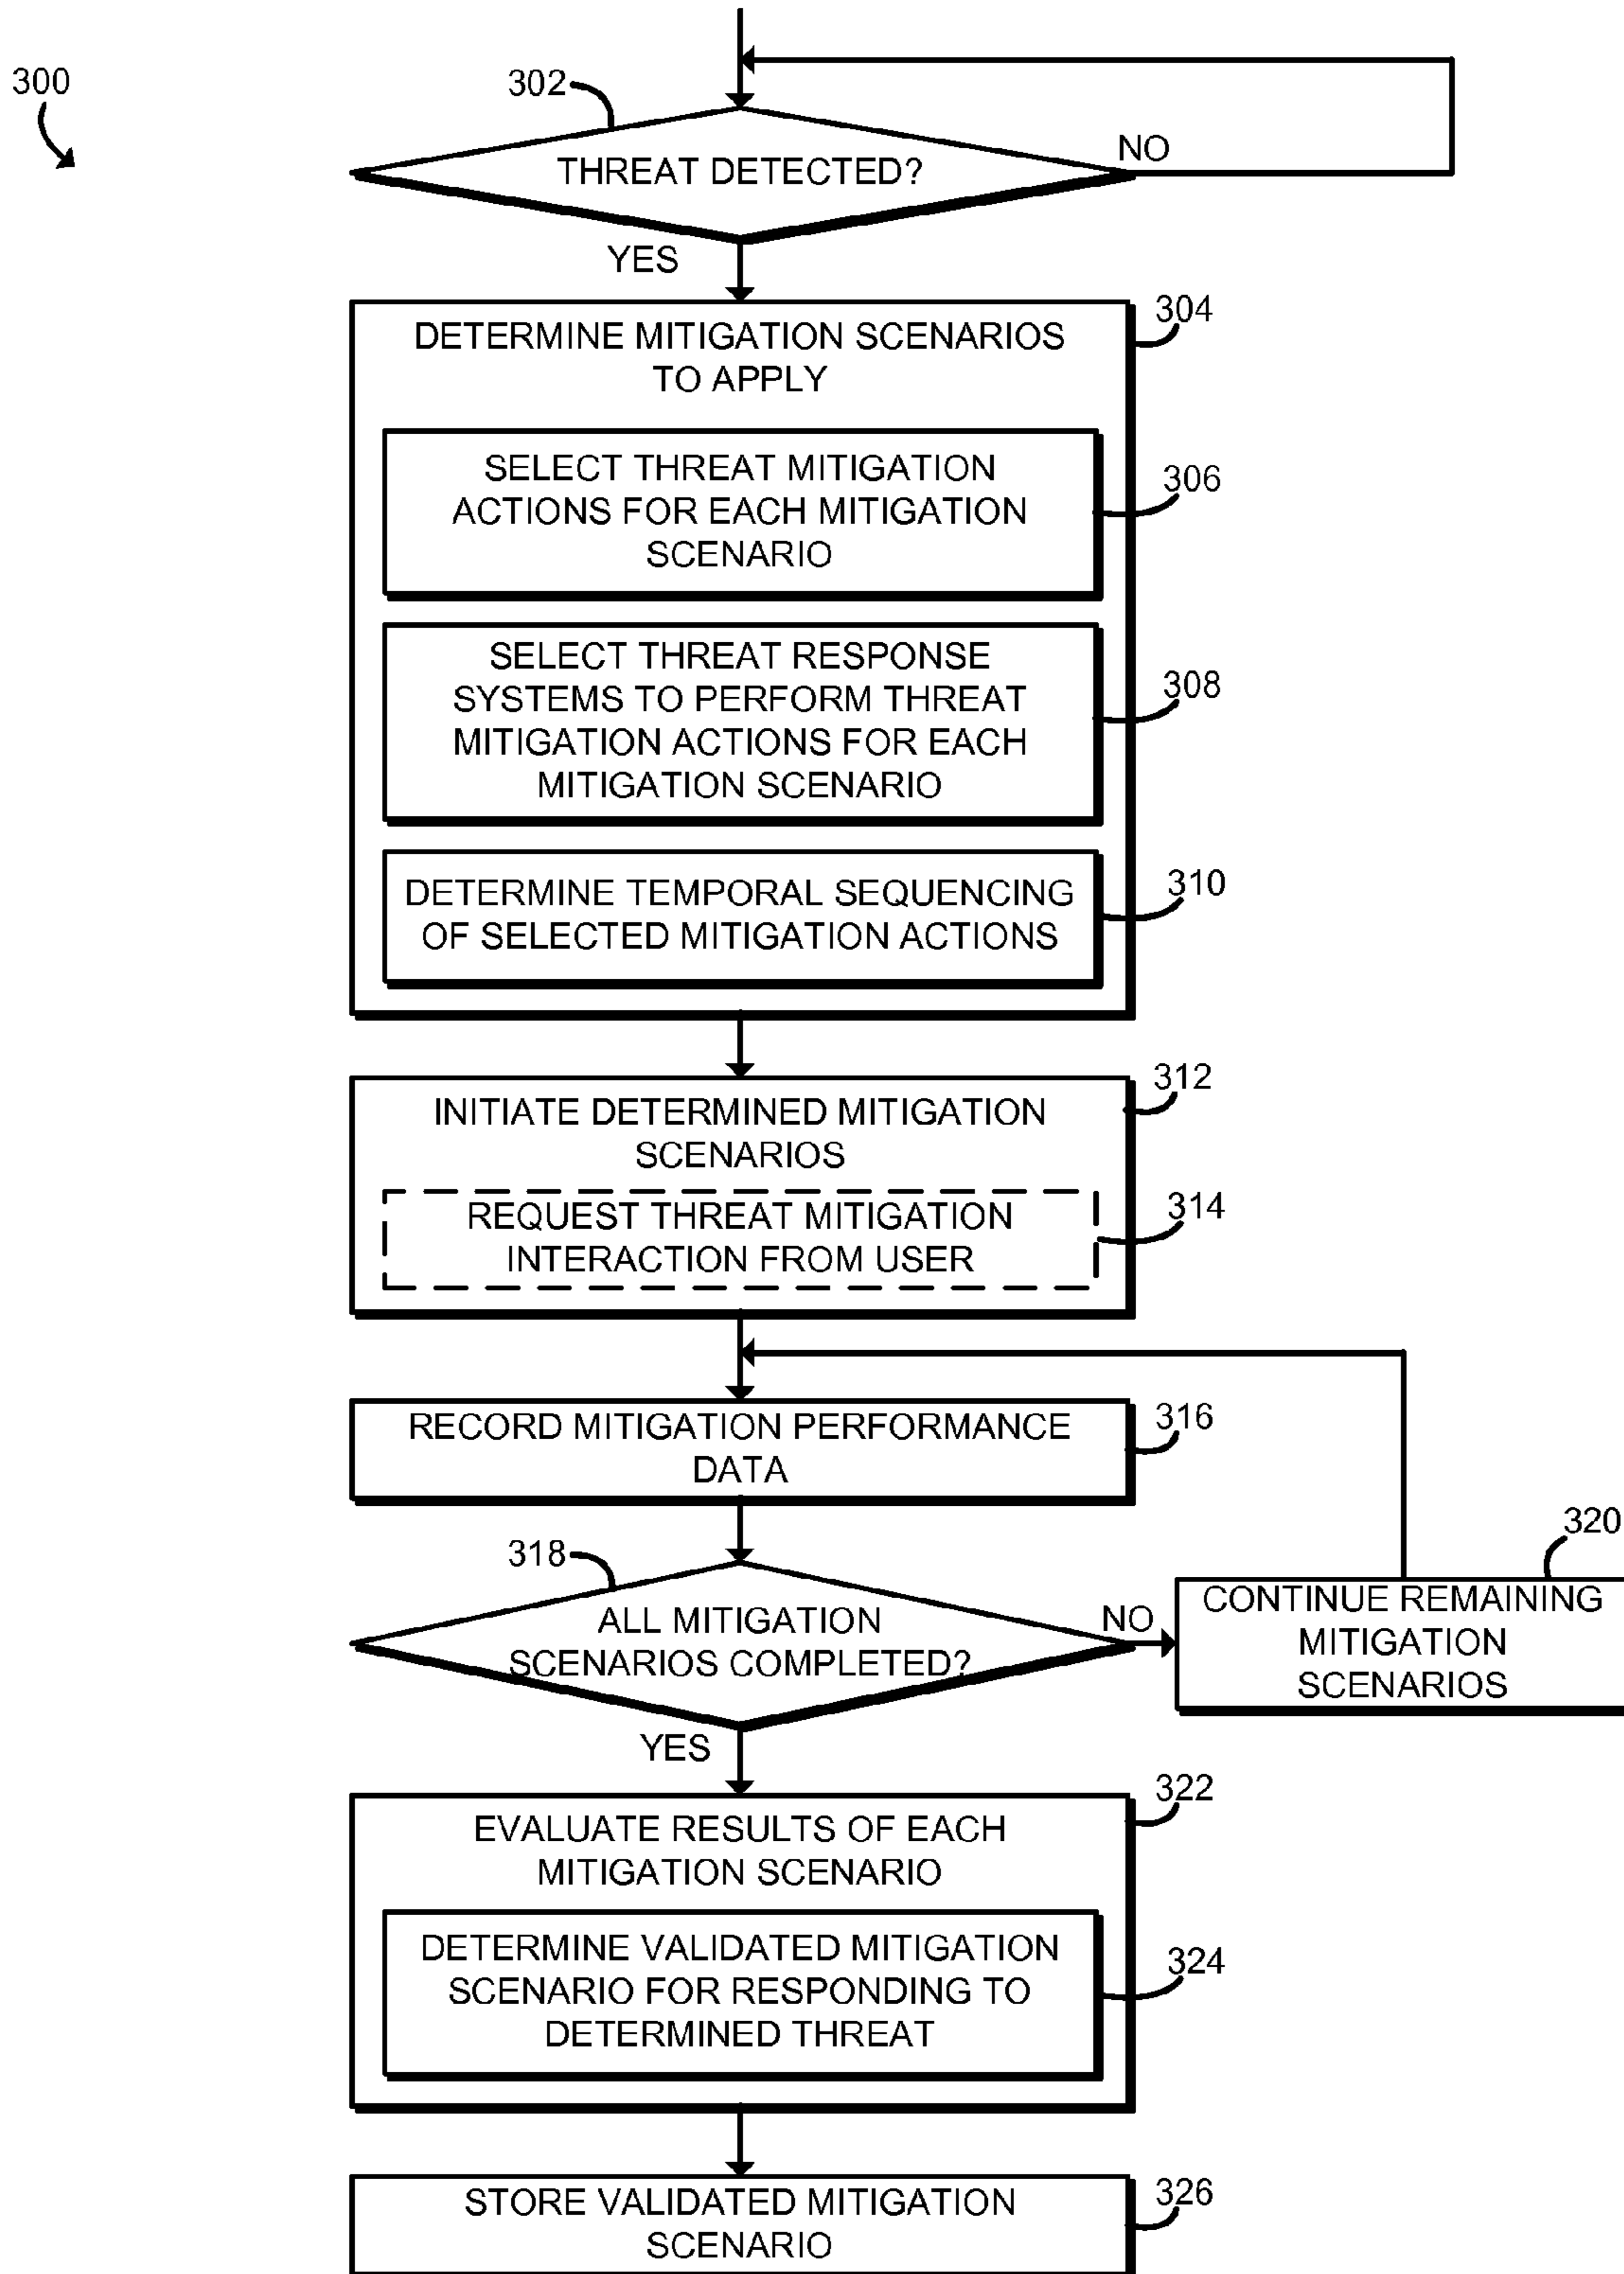 300
302
THREAT DETECTED?
NO
YES
304
DETERMINE MITIGATION SCENARIOS
TO APPLY
SELECT THREAT MITIGATION
ACTIONS FOR EACH MITIGATION
SCENARIO
306
SELECT THREAT RESPONSE
SYSTEMS TO PERFORM THREAT
MITIGATION ACTIONS FOR EACH
MITIGATION SCENARIO
308
DETERMINE TEMPORAL SEQUENCING
OF SELECTED MITIGATION ACTIONS
310
INITIATE DETERMINED MITIGATION
SCENARIOS
312
REQUEST THREAT MITIGATION
INTERACTION FROM USER
314
RECORD MITIGATION PERFORMANCE
DATA
316
318
ALL MITIGATION
SCENARIOS COMPLETED?
NO
320
CONTINUE REMAINING
MITIGATION
SCENARIOS
YES
322
EVALUATE RESULTS OF EACH
MITIGATION SCENARIO
DETERMINE VALIDATED MITIGATION
SCENARIO FOR RESPONDING TO
DETERMINED THREAT
324
STORE VALIDATED MITIGATION
SCENARIO
326